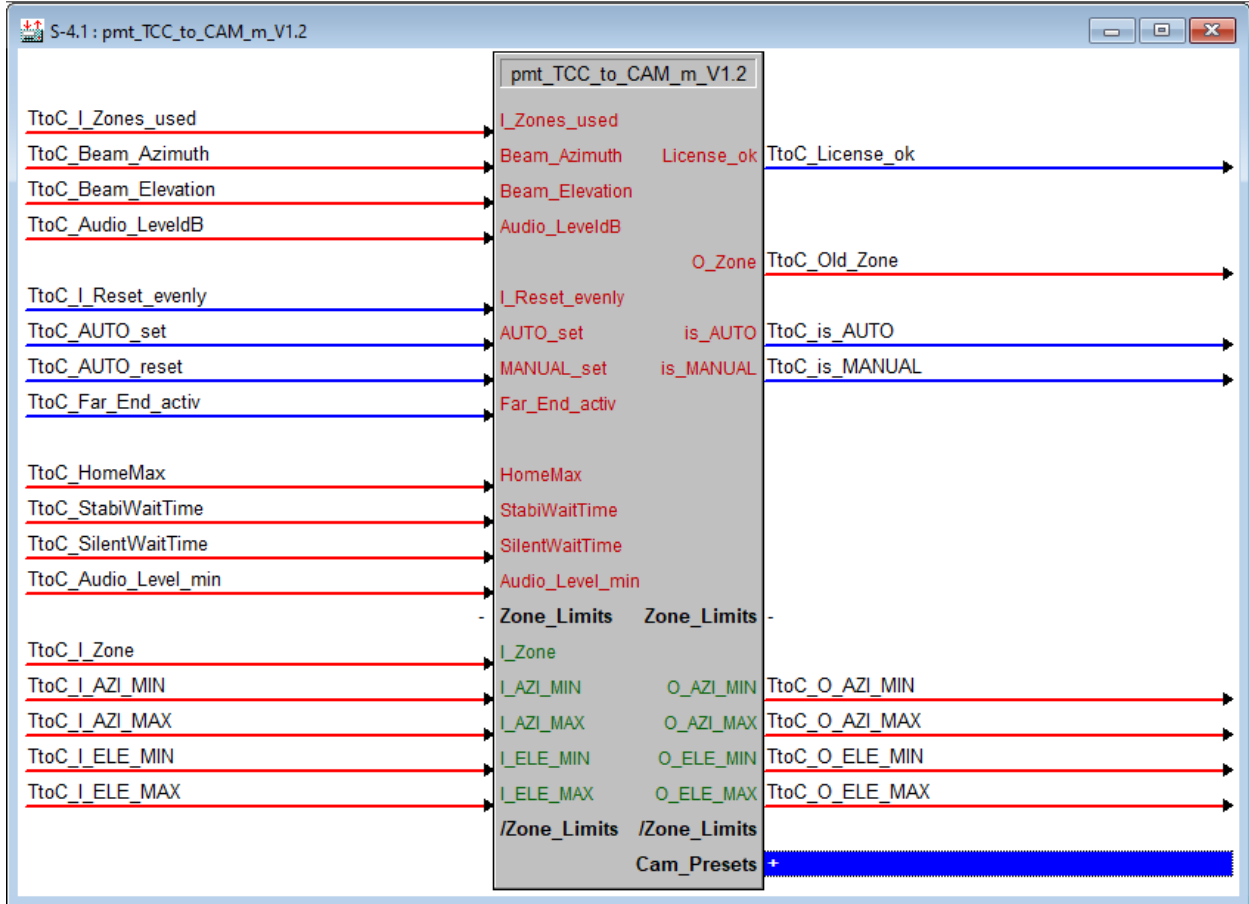 S-4.1 : pmt_TCC_to_CAM_m_V1.2
pmt_TCC_to_CAM_m_V1.2
TtoC_I_Zones_used I_Zones_used
TtoC_Beam_Azimuth Beam_Azimuth License_ok TtoC_License_ok
TtoC_Beam_Elevation Beam_Elevation
TtoC_Audio_LeveldB Audio_LeveldB
O_Zone TtoC_Old_Zone
TtoC_I_Reset_evenly I_Reset_evenly
TtoC_AUTO_set AUTO_set is_AUTO TtoC_is_AUTO
TtoC_AUTO_reset MANUAL_set is_MANUAL TtoC_is_MANUAL
TtoC_Far_End_activ Far_End_activ
TtoC_HomeMax HomeMax
TtoC_StabiWaitTime StabiWaitTime
TtoC_SilentWaitTime SilentWaitTime
TtoC_Audio_Level_min Audio_Level_min
- Zone_Limits Zone_Limits -
TtoC_I_Zone I_Zone
TtoC_I_AZI_MIN I_AZI_MIN O_AZI_MIN TtoC_O_AZI_MIN
TtoC_I_AZI_MAX I_AZI_MAX O_AZI_MAX TtoC_O_AZI_MAX
TtoC_I_ELE_MIN I_ELE_MIN O_ELE_MIN TtoC_O_ELE_MIN
TtoC_I_ELE_MAX I_ELE_MAX O_ELE_MAX TtoC_O_ELE_MAX
/Zone_Limits /Zone_Limits
Cam_Presets +